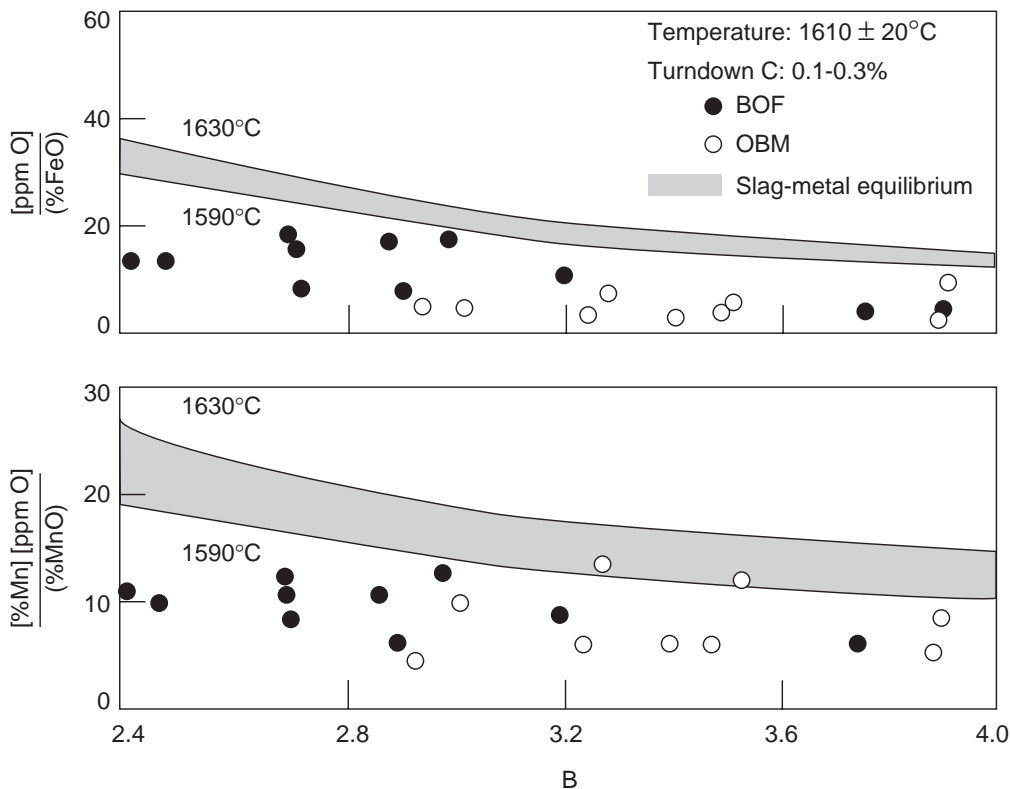 60
40
20
0
[ppm O]
(%FeO)
1630°C
1590°C
Temperature: 1610 ± 20°C
Turndown C: 0.1-0.3%
BOF
OBM
Slag-metal equilibrium
30
20
10
0
[%Mn] [ppm O]
(%MnO)
1630°C
1590°C
2.4 2.8 3.2 3.6 4.0
B